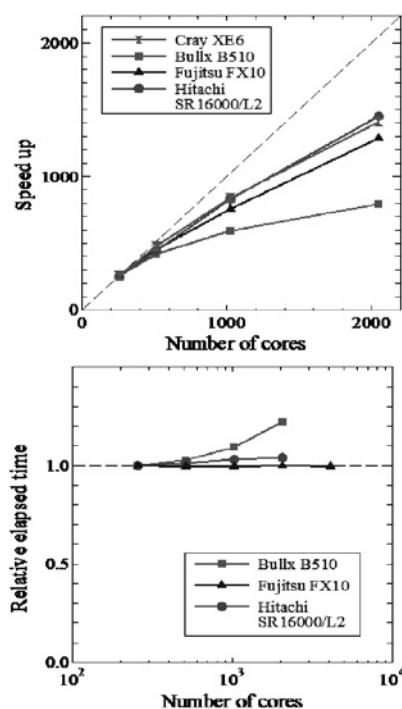 2000
1000
0
Speed up
Cray XE6
Bullx B510
Fujitsu FX10
Hitachi
SR16000/L2
0 1000 2000
Number of cores
1.0
0.5
0.0
Relative elapsed time
Bullx B510
Fujitsu FX10
Hitachi
SR16000/L2
10² 10³ 10⁴
Number of cores